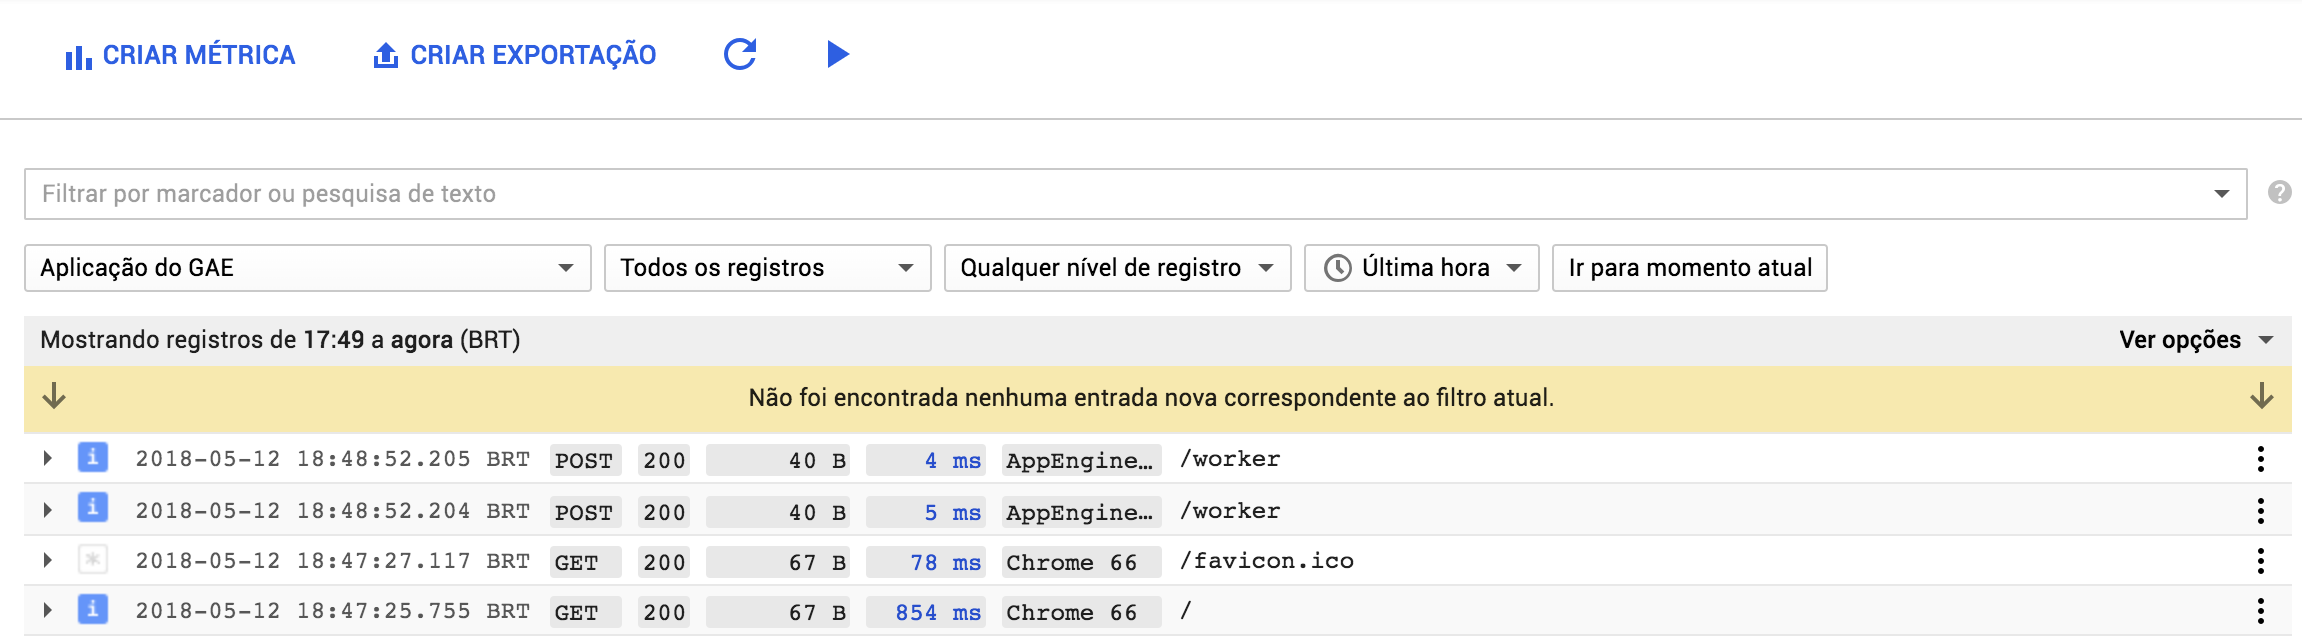 CRIAR MÉTRICA CRIAR EXPORTAÇÃO
Filtrar por marcador ou pesquisa de texto ?
Aplicação do GAE Todos os registros Qualquer nível de registro Última hora Ir para momento atual
Mostrando registros de 17:49 a agora (BRT) Ver opções
Não foi encontrada nenhuma entrada nova correspondente ao filtro atual.
i 2018-05-12 18:48:52.205 BRT POST 200 40 B 4 ms AppEngine… /worker
i 2018-05-12 18:48:52.204 BRT POST 200 40 B 5 ms AppEngine… /worker
* 2018-05-12 18:47:27.117 BRT GET 200 67 B 78 ms Chrome 66 /favicon.ico
i 2018-05-12 18:47:25.755 BRT GET 200 67 B 854 ms Chrome 66 /